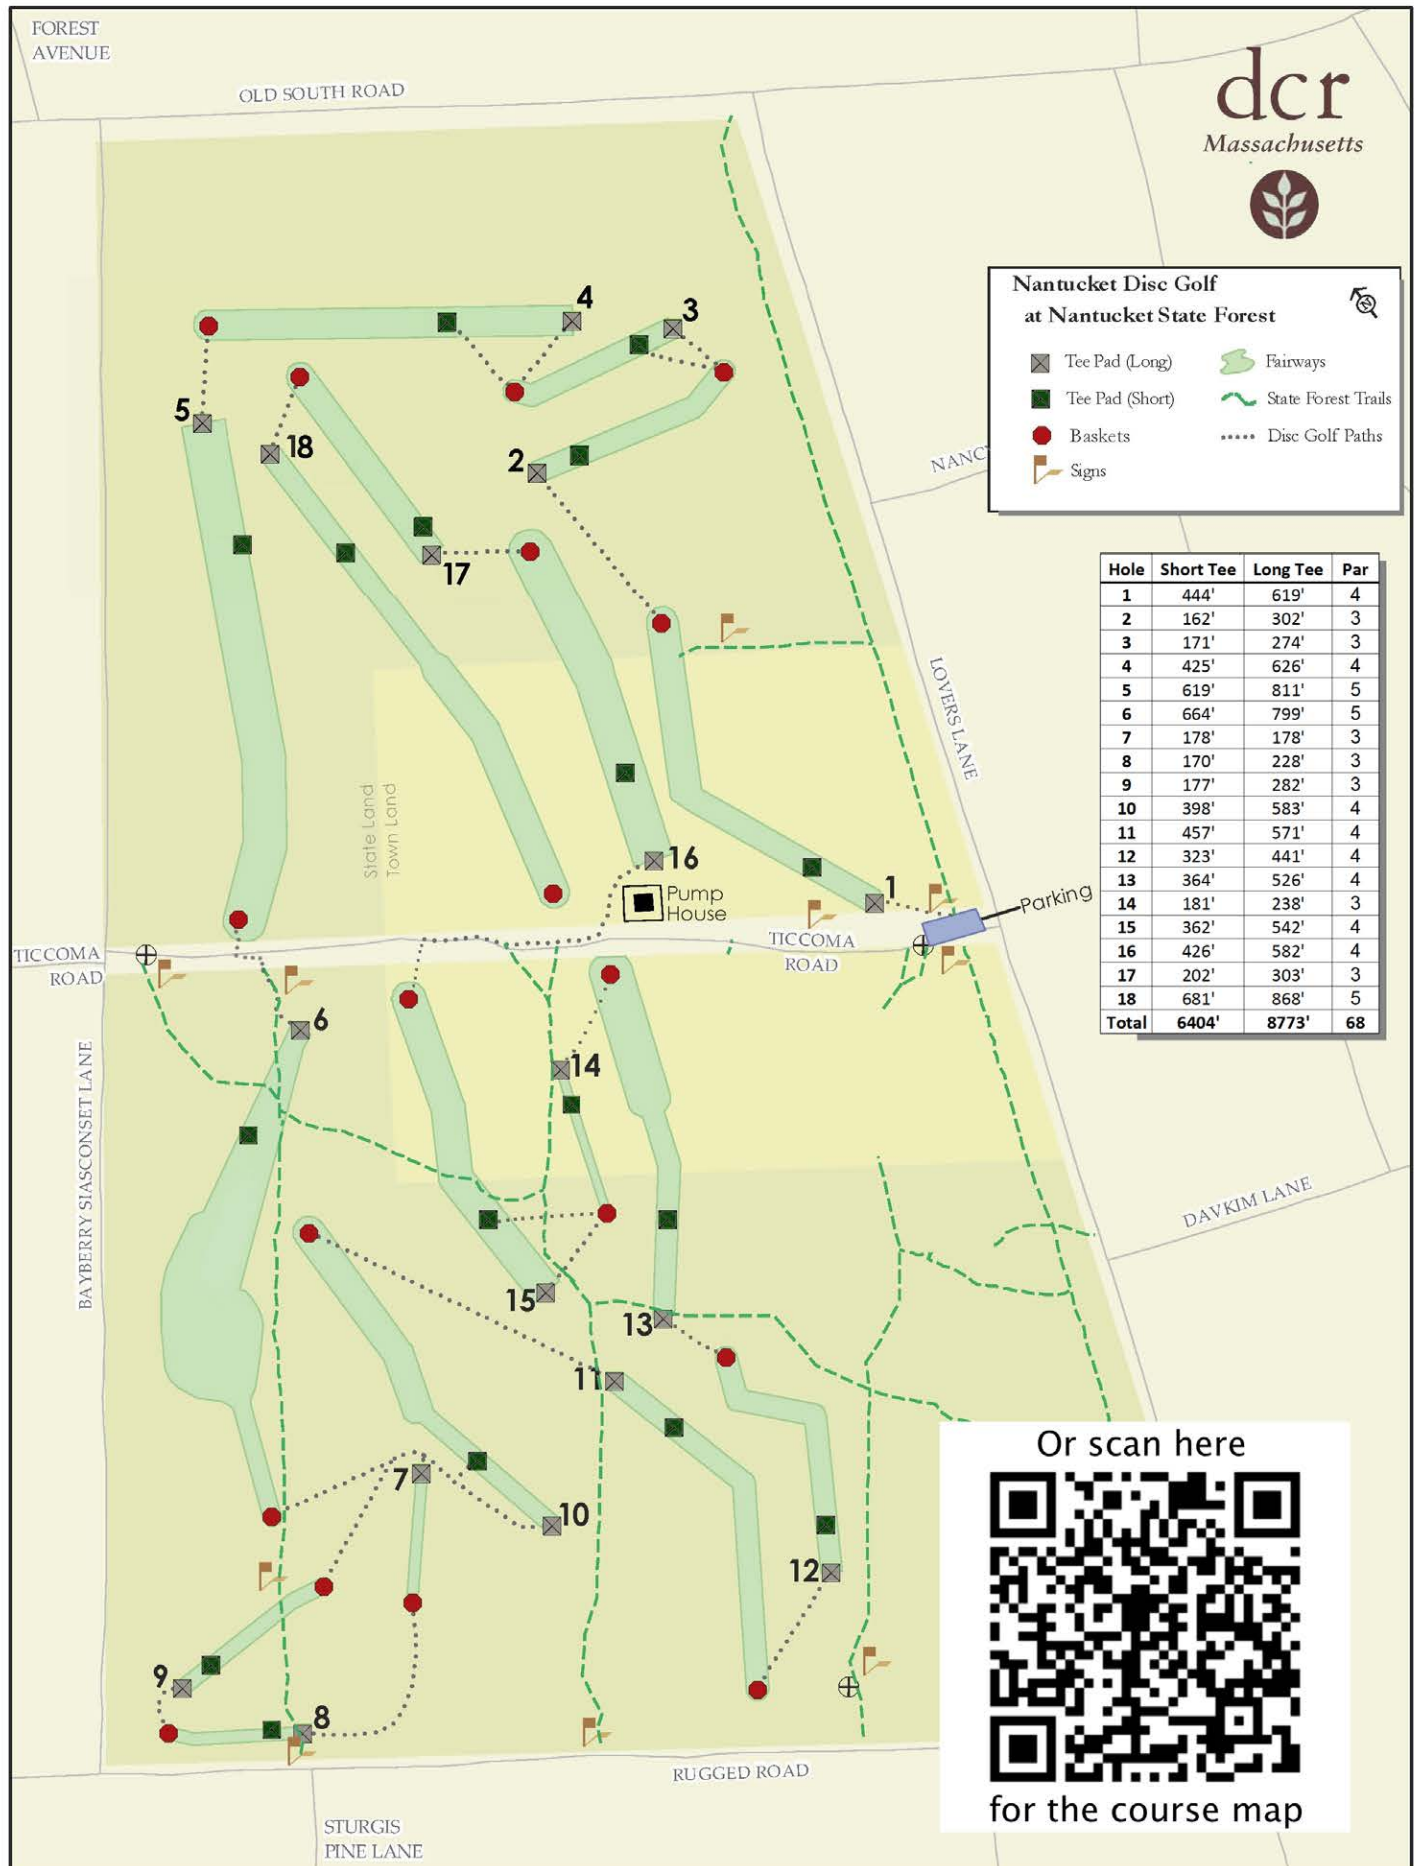 FOREST
AVENUE
OLD SOUTH ROAD
dcr
Massachusetts
Nantucket Disc Golf
at Nantucket State Forest
N
Tee Pad (Long)
Fairways
Tee Pad (Short)
State Forest Trails
Baskets
Disc Golf Paths
Signs
4
3
5
18
2
NANC
17
Hole Short Tee Long Tee Par
1 444' 619' 4
2 162' 302' 3
3 171' 274' 3
4 425' 626' 4
5 619' 811' 5
6 664' 799' 5
7 178' 178' 3
8 170' 228' 3
9 177' 282' 3
10 398' 583' 4
11 457' 571' 4
12 323' 441' 4
13 364' 526' 4
14 181' 238' 3
15 362' 542' 4
16 426' 582' 4
17 202' 303' 3
18 681' 868' 5
Total 6404' 8773' 68
LOVERS LANE
State Land
Town Land
16
Pump
House
1
Parking
TICCOMA
ROAD
TICCOMA
ROAD
6
14
BAYBERRY SIASCONSET LANE
DAVKIM LANE
15
13
11
7
10
12
9
8
Or scan here
for the course map
RUGGED ROAD
STURGIS
PINE LANE